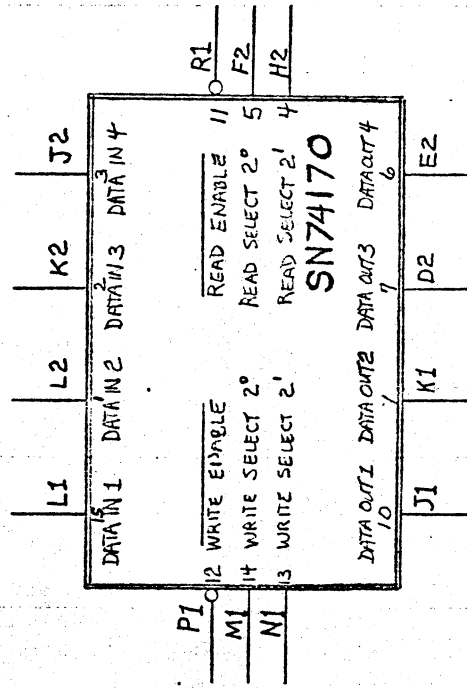 L1 L2 K2 J2
15 1 2 3
DATA IN 1 DATA IN 2 DATA IN 3 DATA IN 4
P1 12 WRITE ENABLE READ ENABLE 11 R1
M1 14 WRITE SELECT 2⁰ READ SELECT 2⁰ 5 F2
N1 13 WRITE SELECT 2¹ READ SELECT 2¹ 4 H2
SN74170
DATA OUT 1 DATA OUT 2 DATA OUT 3 DATA OUT 4
10 7 6
J1 K1 D2 E2